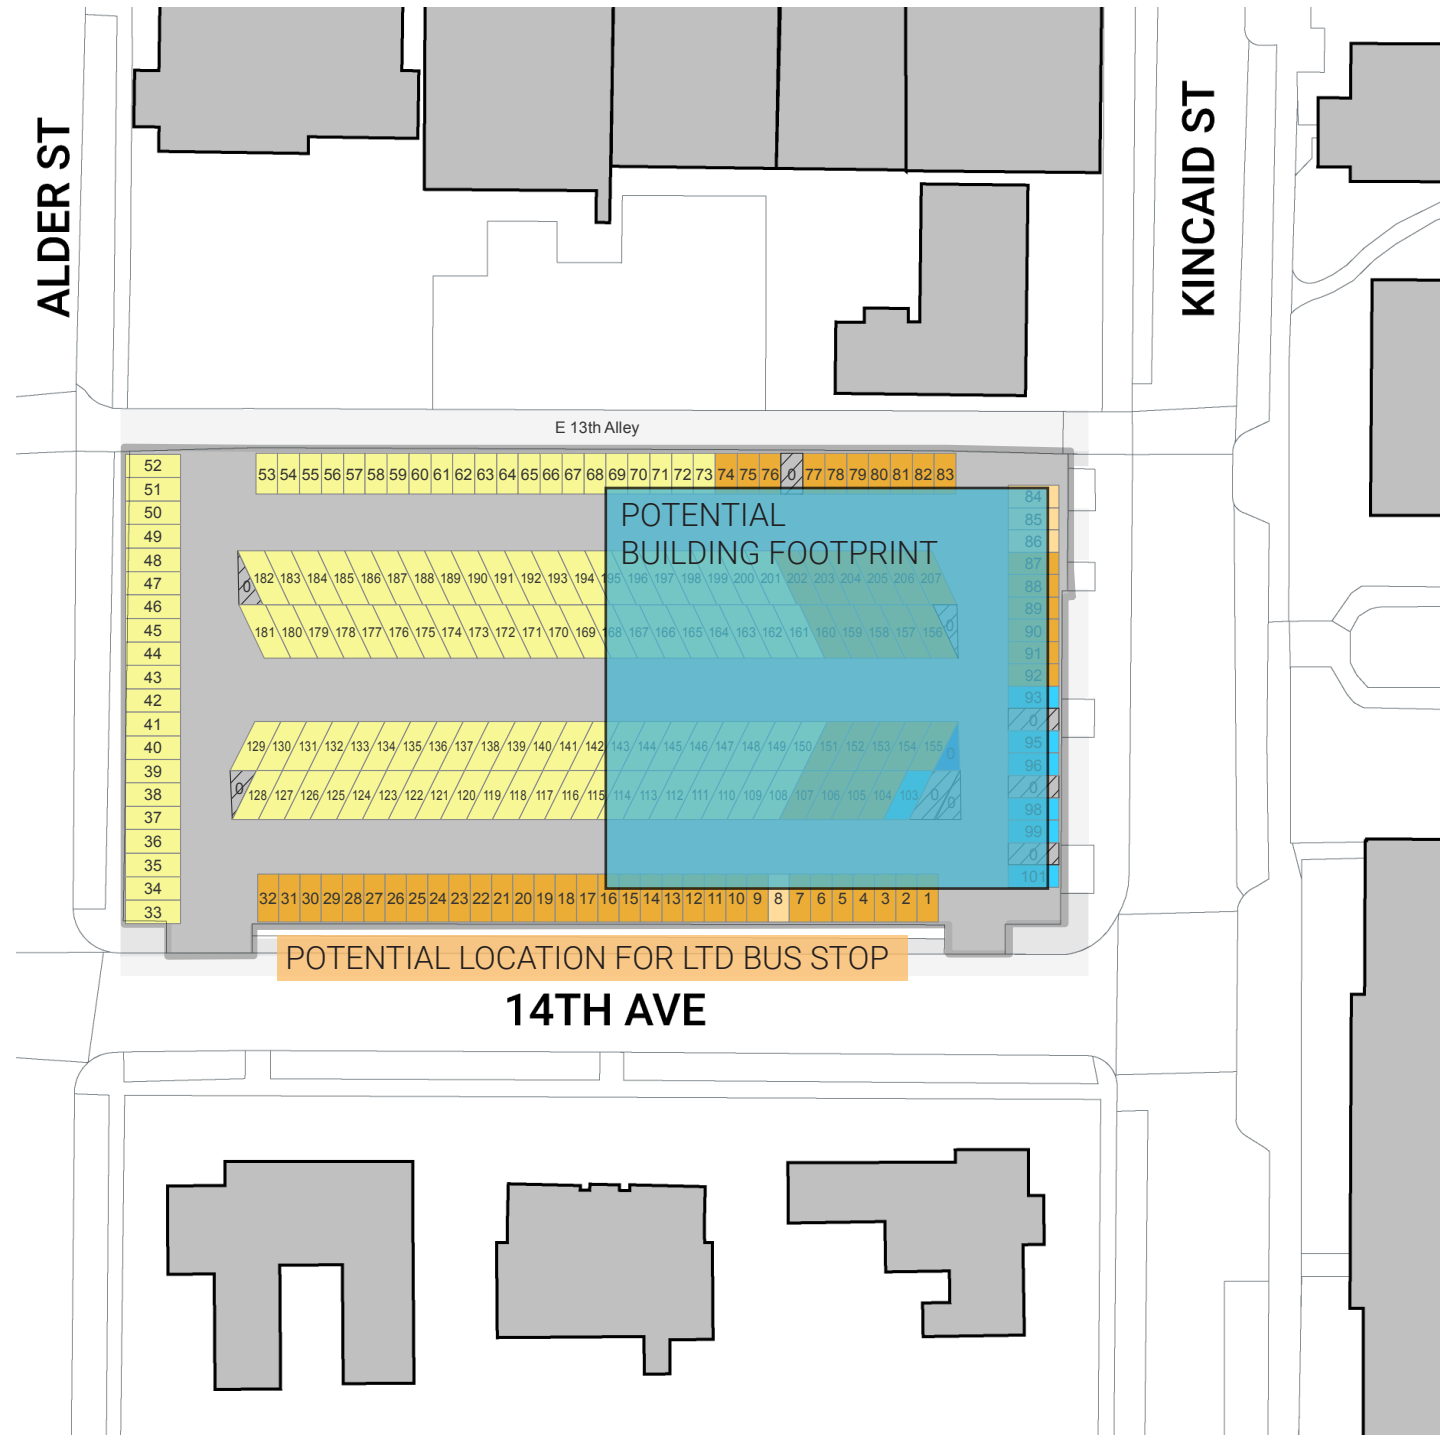 ALDER ST
KINCAID ST
E 13th Alley
52
51
50
49
48
47
46
45
44
43
42
41
40
39
38
37
36
35
34
33
53 54 55 56 57 58 59 60 61 62 63 64 65 66 67 68 69 70 71 72 73 74 75 76 0 77 78 79 80 81 82 83
POTENTIAL
BUILDING FOOTPRINT
0 182 183 184 185 186 187 188 189 190 191 192 193 194 195 196 197 198 199 200 201 202 203 204 205 206 207
181 180 179 178 177 176 175 174 173 172 171 170 169 168 167 166 165 164 163 162 161 160 159 158 157 156 0
129 130 131 132 133 134 135 136 137 138 139 140 141 142 143 144 145 146 147 148 149 150 151 152 153 154 155 0
0 128 127 126 125 124 123 122 121 120 119 118 117 116 115 114 113 112 111 110 109 108 107 106 105 104 103 0 0
84
85
86
87
88
89
90
91
92
93
0
95
96
0
98
99
0
101
32 31 30 29 28 27 26 25 24 23 22 21 20 19 18 17 16 15 14 13 12 11 10 9 8 7 6 5 4 3 2 1
POTENTIAL LOCATION FOR LTD BUS STOP
14TH AVE